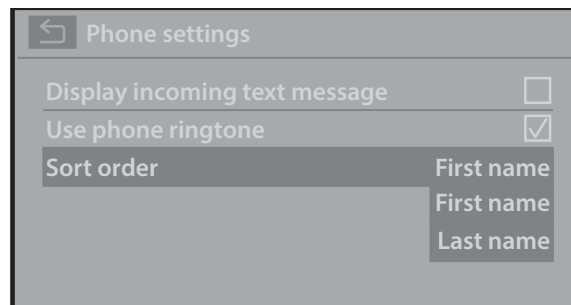 Phone settings
Display incoming text message
Use phone ringtone
Sort order First name
First name
Last name